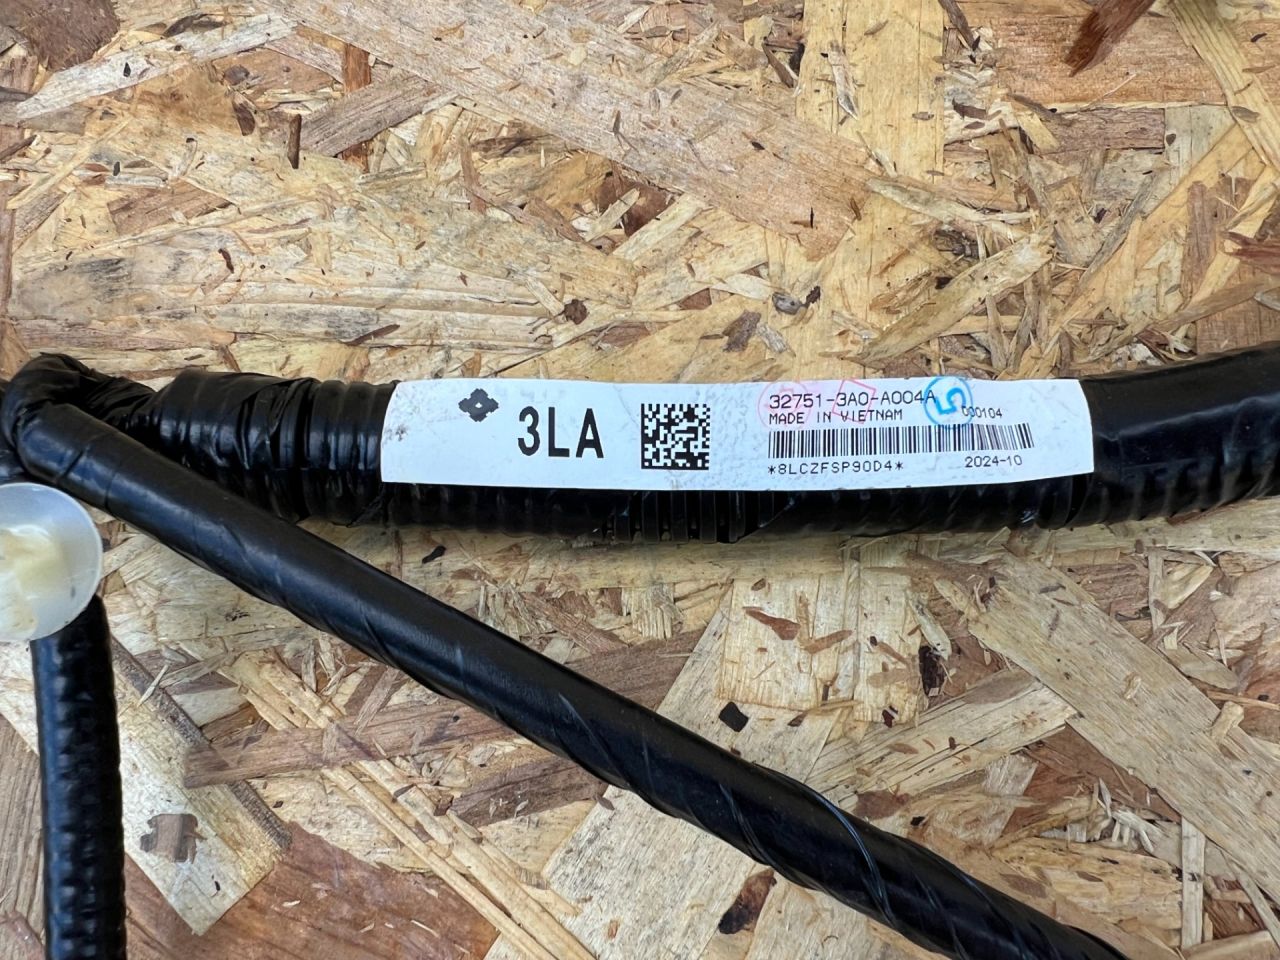 3LA
32751-3A0-A004A
MADE IN VIETNAM
000104
5
*8LCZFSP90D4*
2024-10